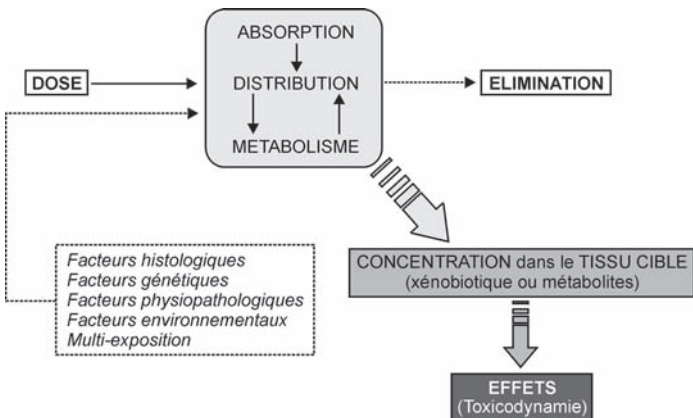 ABSORPTION
DOSE
DISTRIBUTION
ELIMINATION
METABOLISME
Facteurs histologiques
Facteurs génétiques
Facteurs physiopathologiques
Facteurs environnementaux
Multi-exposition
CONCENTRATION dans le TISSU CIBLE
(xénobiotique ou métabolites)
EFFETS
(Toxicodynamie)